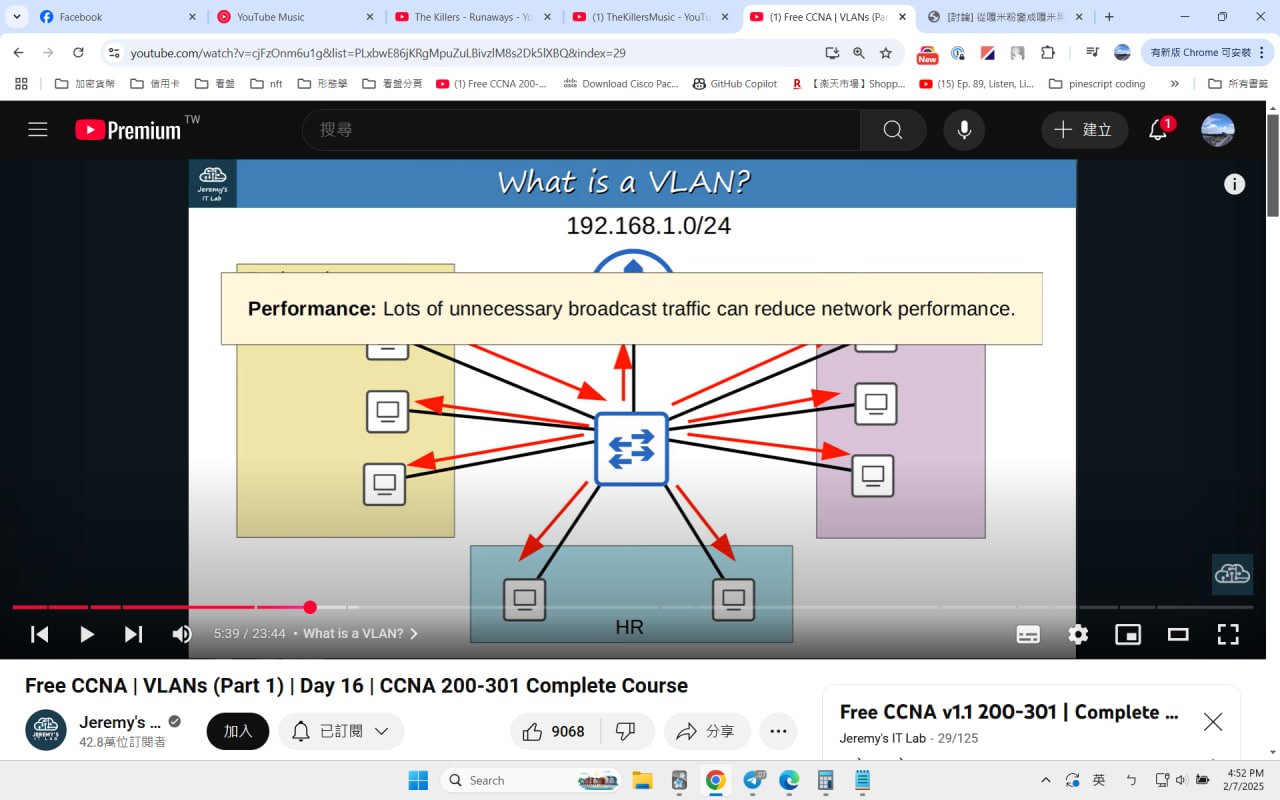 Facebook
YouTube Music
The Killers - Runaways - Yo
(1) TheKillersMusic - YouTu
(1) Free CCNA | VLANs (Par
[討論] 從嘎米粉變成嘎米黑
youtube.com/watch?v=cjFzOnm6u1g&list=PLxbwE86jKRgMpuZuLBivzlM8s2Dk5lXBQ&index=29
New
有新版 Chrome 可安裝
加密貨幣
信用卡
看盤
nft
形態學
看盤分頁
(1) Free CCNA 200-...
Download Cisco Pac...
GitHub Copilot
【楽天市場】Shopp...
(15) Ep. 89, Listen, Li...
pinescript coding
所有書籤
Premium TW
搜尋
建立
1
Jeremy's
IT Lab
What is a VLAN?
192.168.1.0/24
Performance: Lots of unnecessary broadcast traffic can reduce network performance.
HR
5:39 / 23:44 • What is a VLAN?
Free CCNA | VLANs (Part 1) | Day 16 | CCNA 200-301 Complete Course
JEREMY'S
Jeremy's ...
42.8萬位訂閱者
加入
已訂閱
9068
分享
Free CCNA v1.1 200-301 | Complete ...
Jeremy's IT Lab - 29/125
Search
英
ㄅ
4:52 PM
2/7/2025